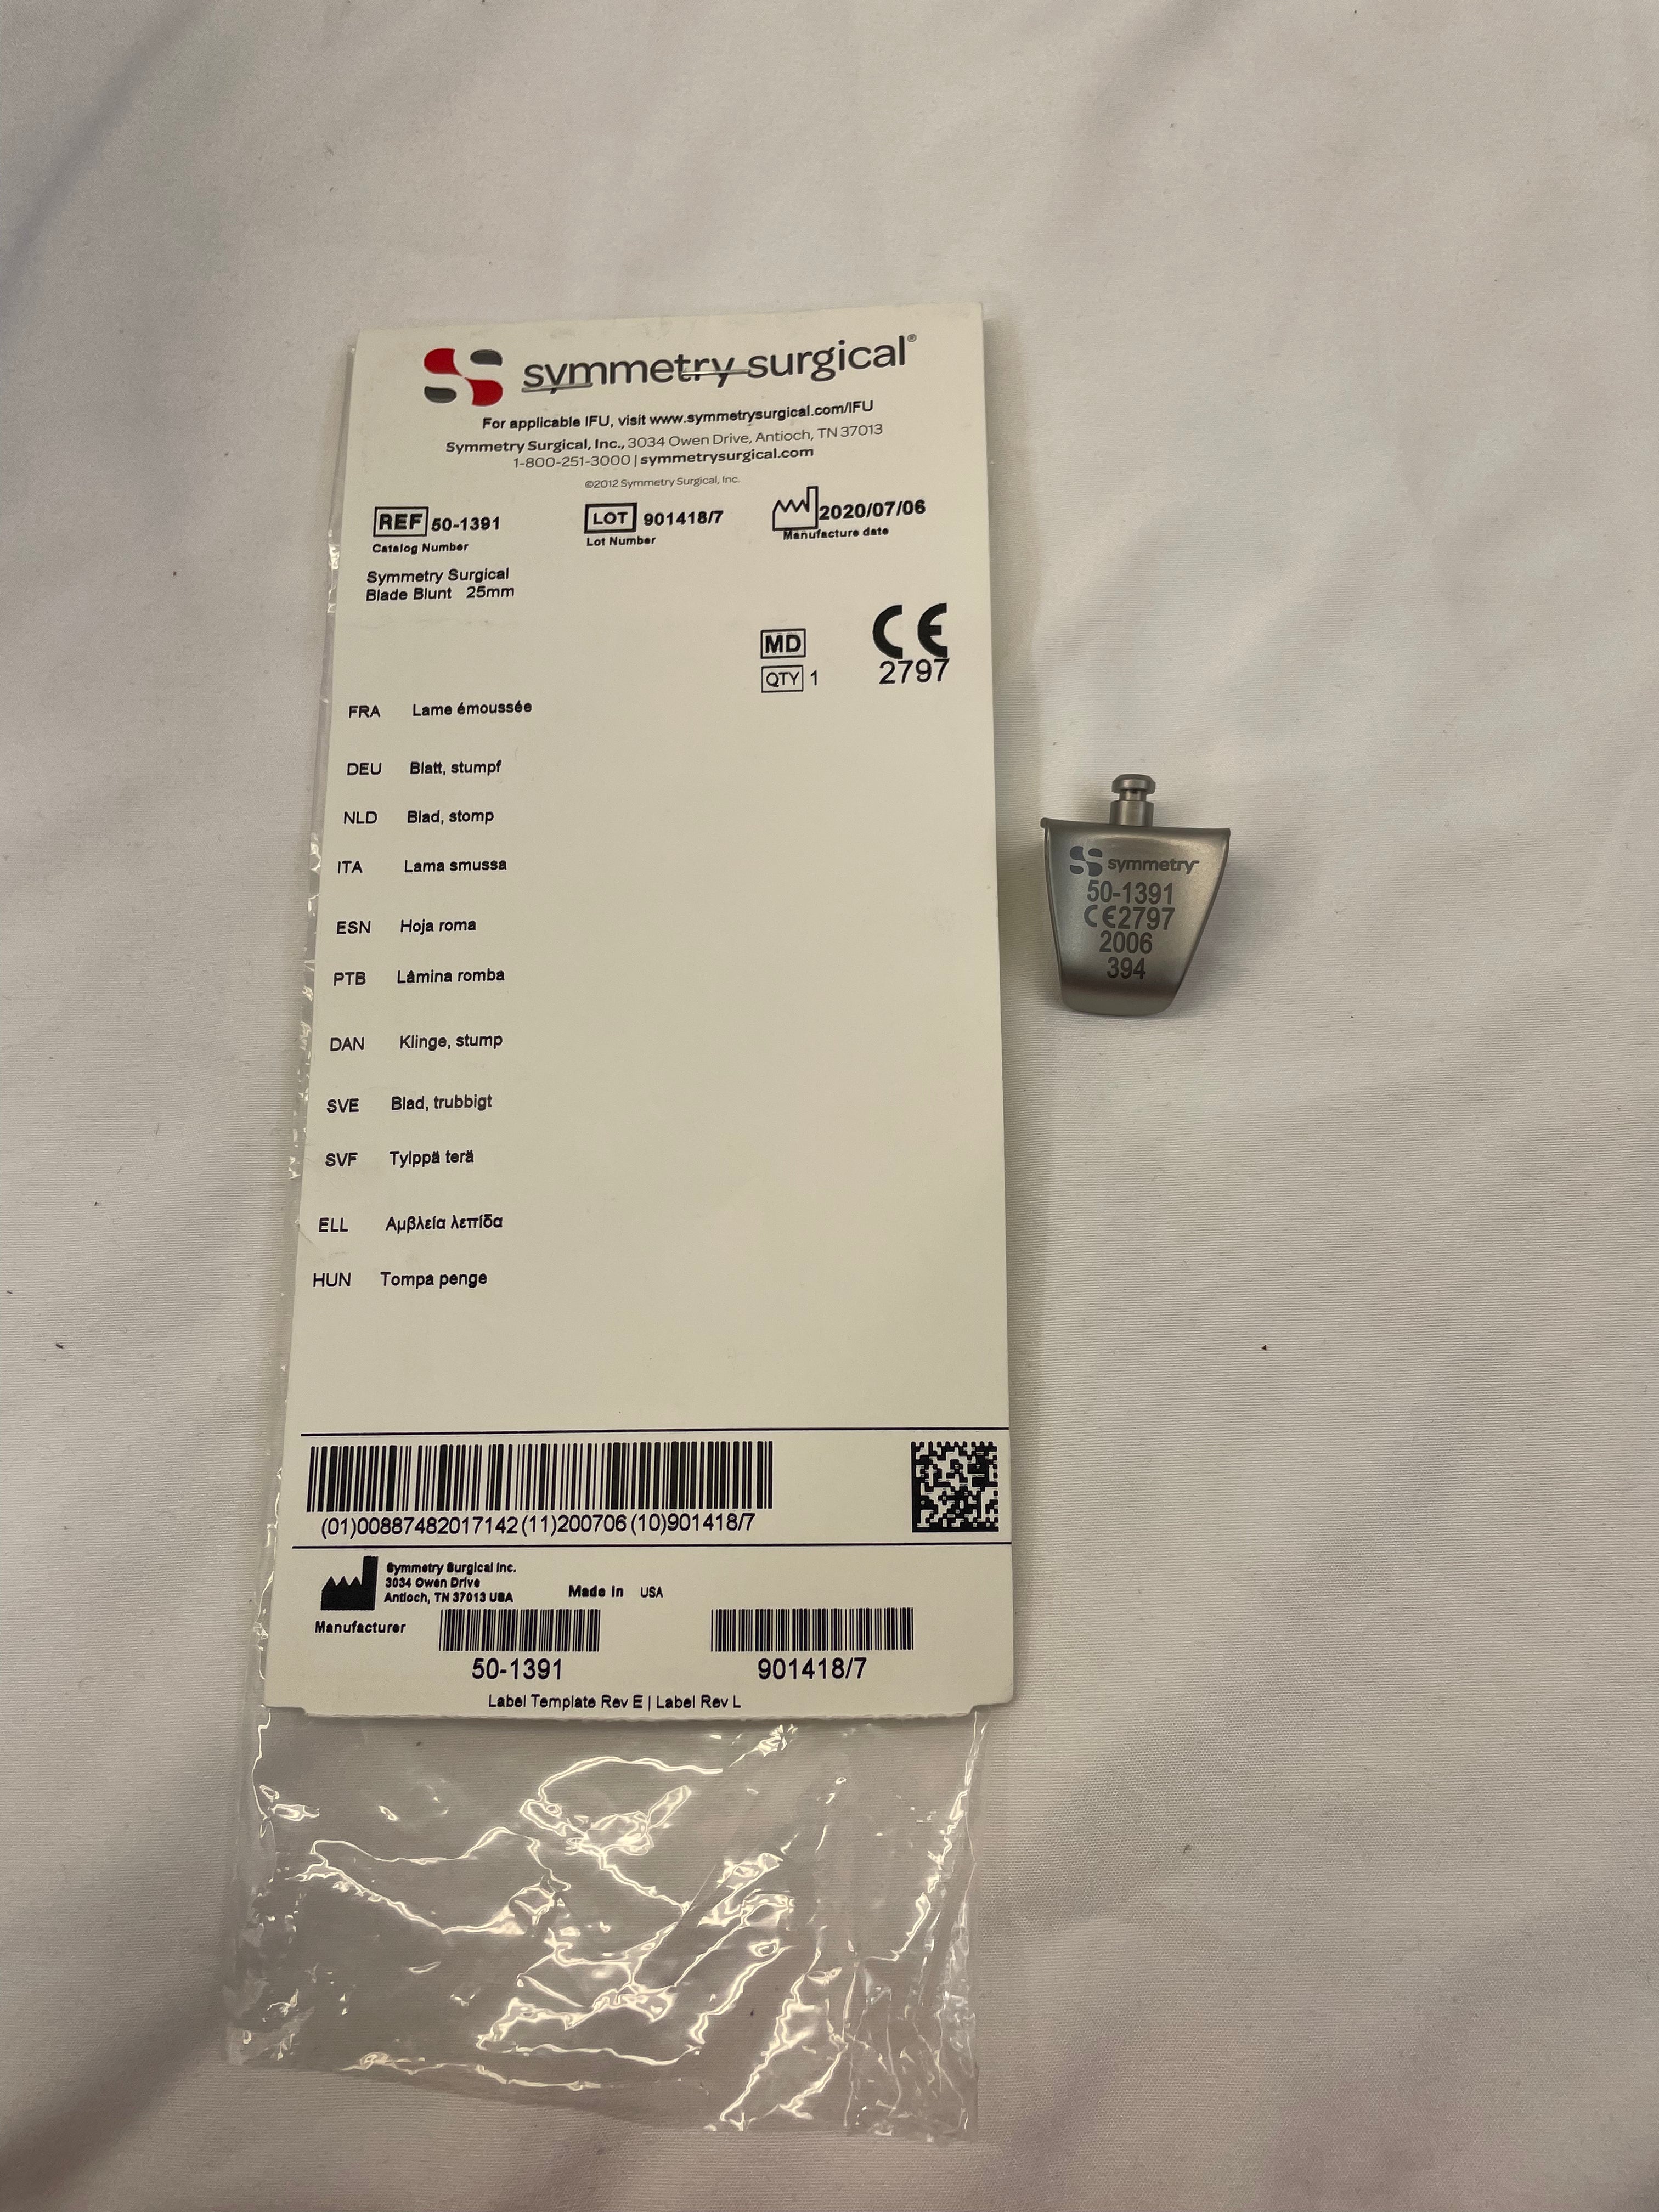 symmetry surgical®
For applicable IFU, visit www.symmetrysurgical.com/IFU
Symmetry Surgical, Inc., 3034 Owen Drive, Antioch, TN 37013
1-800-251-3000 | symmetrysurgical.com
©2012 Symmetry Surgical, Inc.
REF 50-1391 LOT 901418/7 2020/07/06
Catalog Number Lot Number Manufacture date
Symmetry Surgical
Blade Blunt 25mm
MD CE
QTY 1 2797
FRA Lame émoussée
DEU Blatt, stumpf
NLD Blad, stomp
ITA Lama smussa
ESN Hoja roma
PTB Lâmina romba
DAN Klinge, stump
SVE Blad, trubbigt
SVF Tylppä terä
ELL Αμβλεία λεπίδα
HUN Tompa penge
(01)00887482017142(11)200706(10)901418/7
Symmetry Surgical Inc.
3034 Owen Drive
Antioch, TN 37013 USA Made In USA
Manufacturer
50-1391 901418/7
Label Template Rev E | Label Rev L
symmetry™
50-1391
CE2797
2006
394